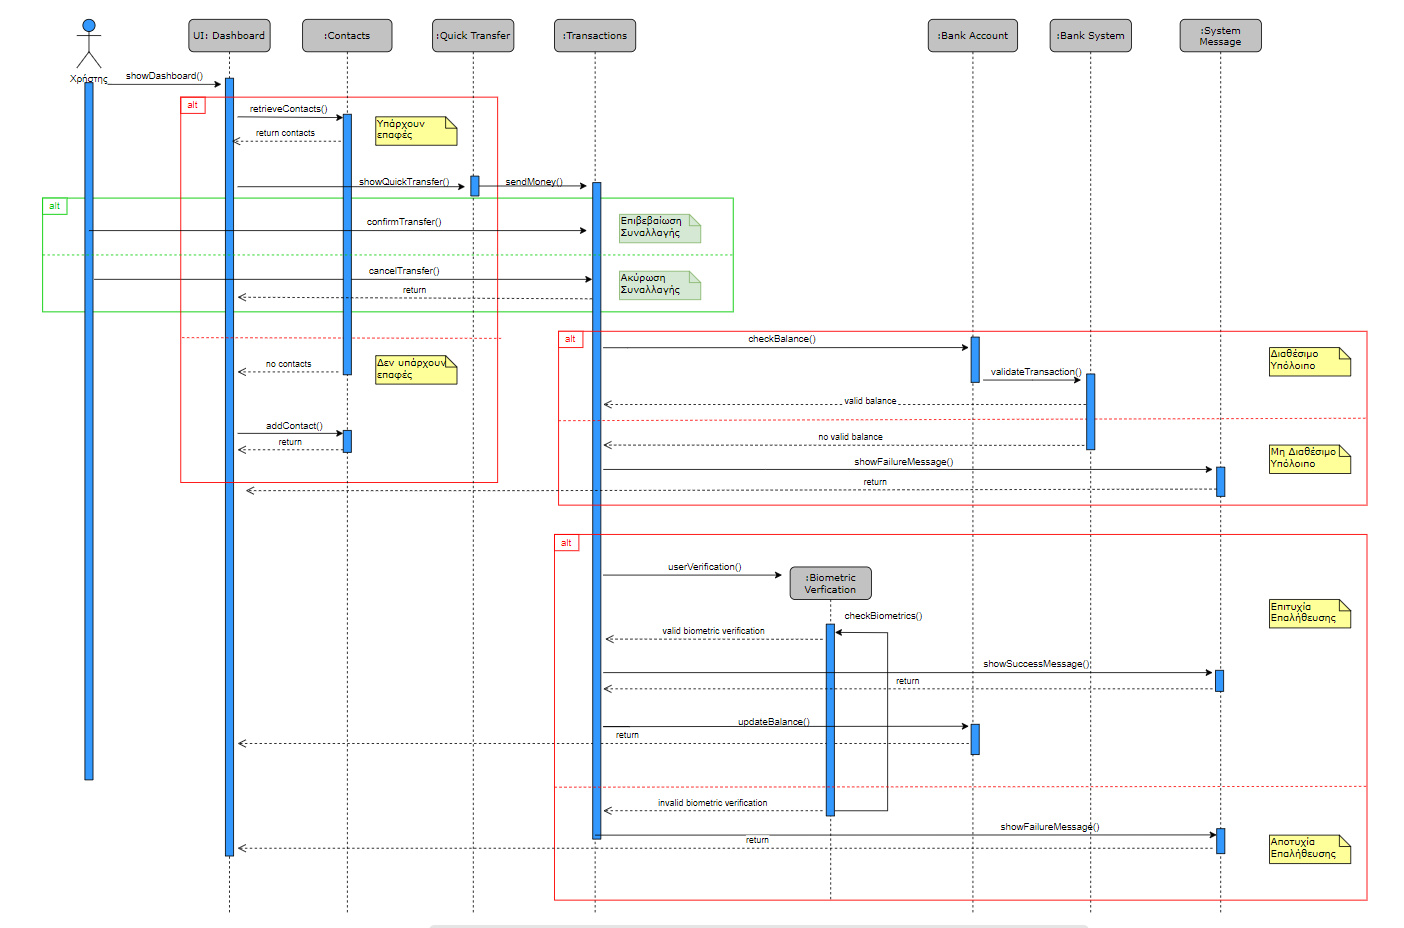 UI: Dashboard
:Contacts
:Quick Transfer
:Transactions
:Bank Account
:Bank System
:System
Message
Χρήστης
showDashboard()
alt
retrieveContacts()
Υπάρχουν
επαφές
return contacts
showQuickTransfer()
sendMoney()
alt
confirmTransfer()
Επιβεβαίωση
Συναλλαγής
cancelTransfer()
Ακύρωση
Συναλλαγής
return
alt
checkBalance()
Διαθέσιμο
Υπόλοιπο
no contacts
Δεν υπάρχουν
επαφές
validateTransaction()
valid balance
addContact()
return
no valid balance
Μη Διαθέσιμο
Υπόλοιπο
showFailureMessage()
return
alt
userVerification()
:Biometric
Verfication
checkBiometrics()
Επιτυχία
Επαλήθευσης
valid biometric verification
showSuccessMessage()
return
updateBalance()
return
invalid biometric verification
showFailureMessage()
return
Αποτυχία
Επαλήθευσης